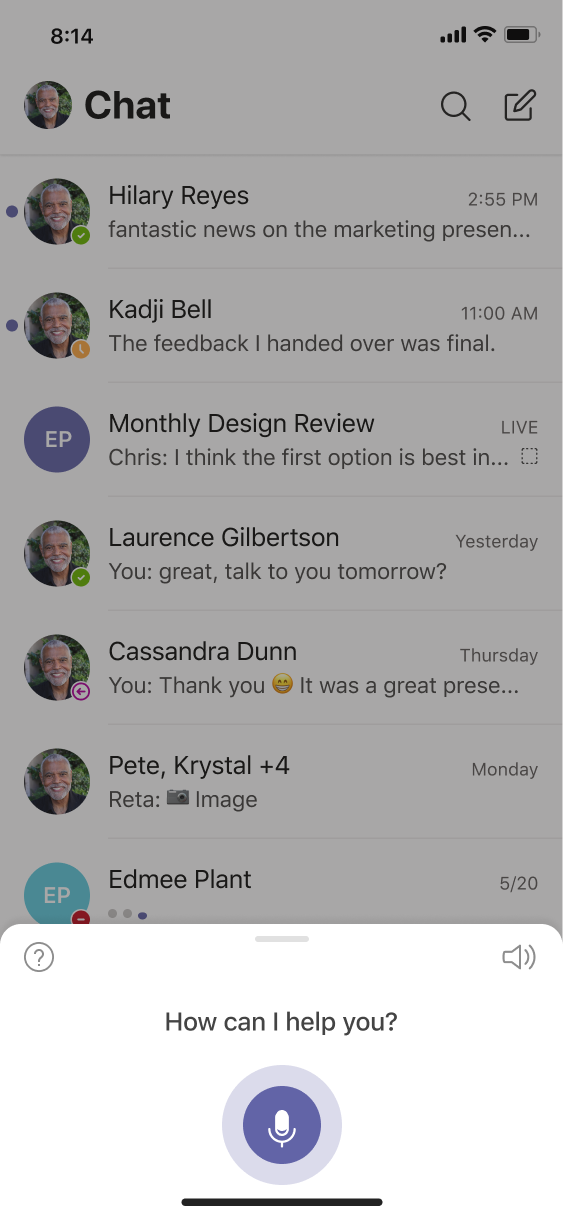 8:14
Chat
Hilary Reyes
2:55 PM
fantastic news on the marketing presen...
Kadji Bell
11:00 AM
The feedback I handed over was final.
EP
Monthly Design Review
LIVE
Chris: I think the first option is best in...
Laurence Gilbertson
Yesterday
You: great, talk to you tomorrow?
Cassandra Dunn
Thursday
You: Thank you 😁 It was a great prese...
Pete, Krystal +4
Monday
Reta: 📷 Image
EP
Edmee Plant
5/20
?
How can I help you?